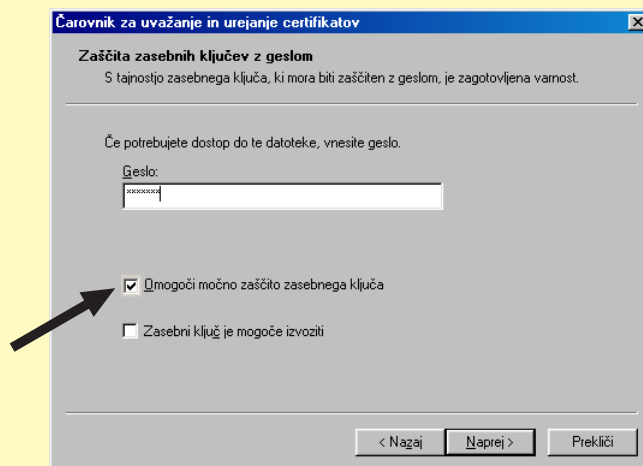 Čarovnik za uvažanje in urejanje certifikatov
Zaščita zasebnih ključev z geslom
S tajnostjo zasebnega ključa, ki mora biti zaščiten z geslom, je zagotovljena varnost.
Če potrebujete dostop do te datoteke, vnesite geslo.
Geslo:
xxxxxxx
Omogoči močno zaščito zasebnega ključa
Zasebni ključ je mogoče izvoziti
< Nazaj Naprej > Prekliči